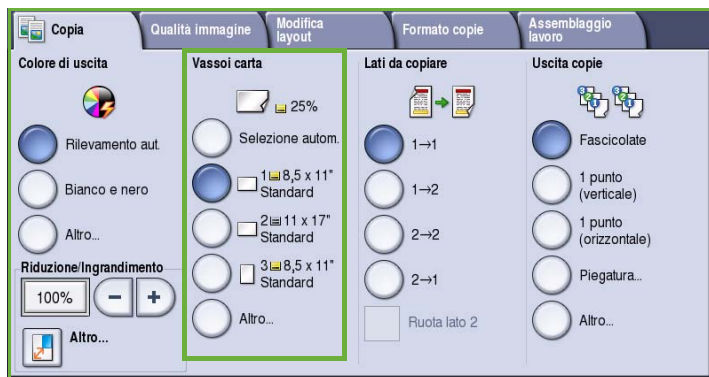 Copia
Qualità immagine
Modifica
layout
Formato copie
Assemblaggio
lavoro
Colore di uscita
Rilevamento aut.
Bianco e nero
Altro...
Riduzione/Ingrandimento
100%
Altro...
Vassoi carta
25%
Selezione autom.
1 8,5 x 11"
Standard
2 11 x 17"
Standard
3 8,5 x 11"
Standard
Altro...
Lati da copiare
1→1
1→2
2→2
2→1
Ruota lato 2
Uscita copie
Fascicolate
1 punto
(verticale)
1 punto
(orizzontale)
Piegatura...
Altro...